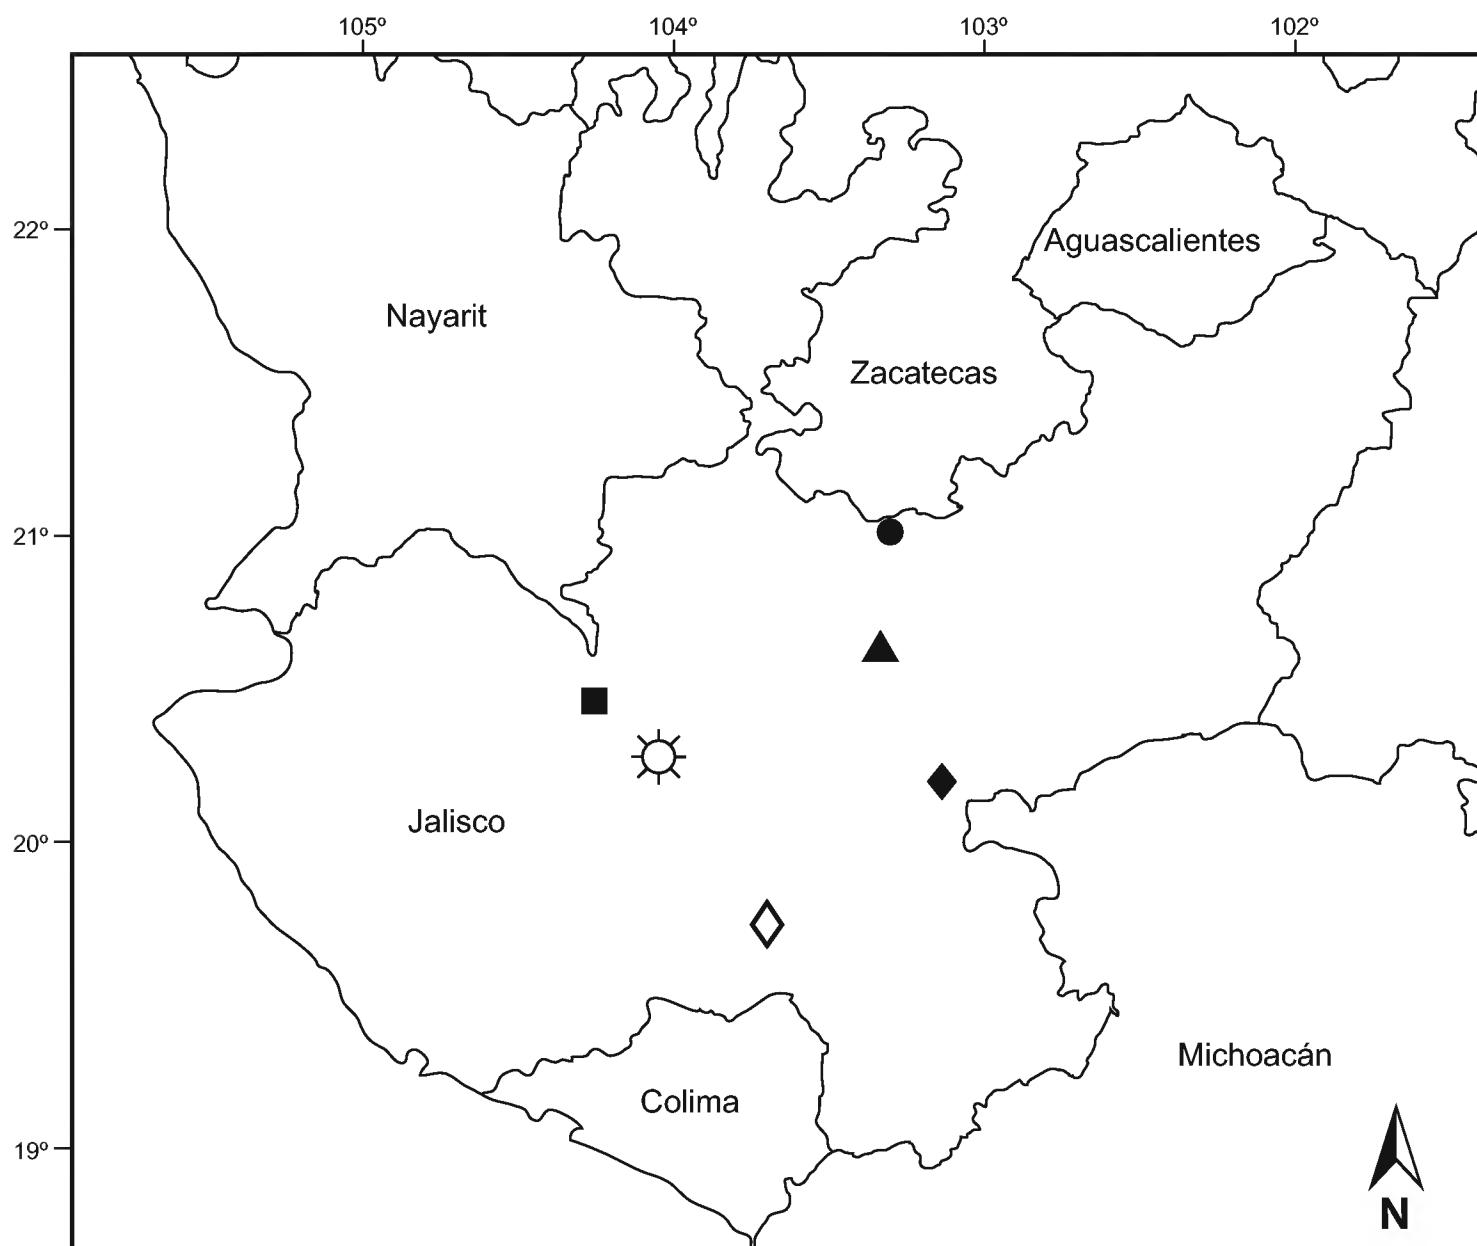 105º 104º 103º 102º
22º
Aguascalientes
Nayarit
Zacatecas
21º
Jalisco
20º
Michoacán
Colima
19º
N